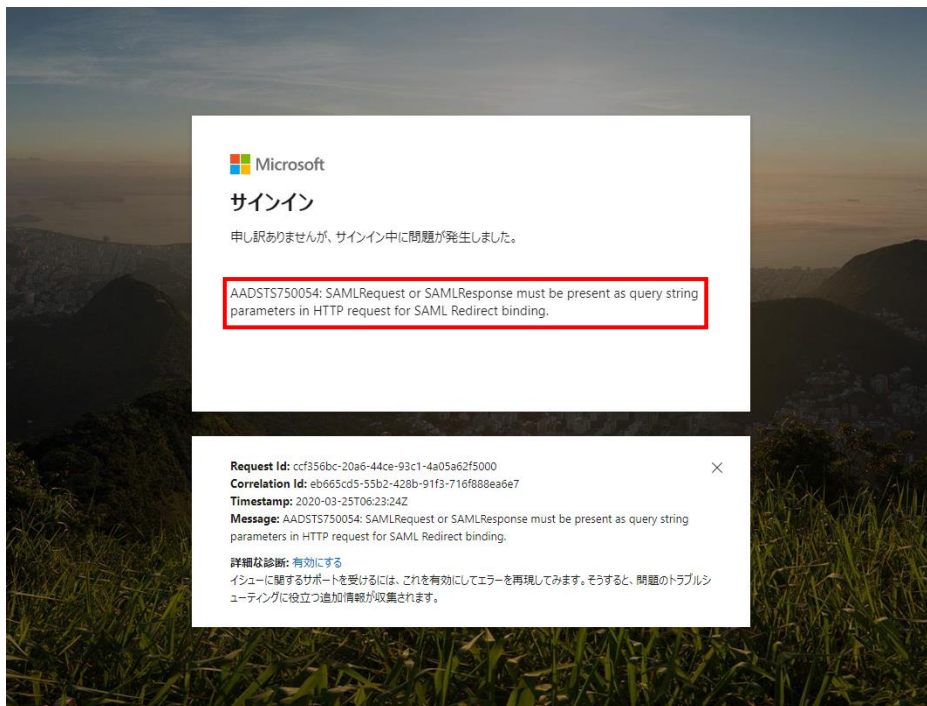 Microsoft
サインイン
申し訳ありませんが、サインイン中に問題が発生しました。
AADSTS750054: SAMLRequest or SAMLResponse must be present as query string
parameters in HTTP request for SAML Redirect binding.
Request Id: ccf356bc-20a6-44ce-93c1-4a05a62f5000
Correlation Id: eb665cd5-55b2-428b-91f3-716f888ea6e7
Timestamp: 2020-03-25T06:23:24Z
Message: AADSTS750054: SAMLRequest or SAMLResponse must be present as query string
parameters in HTTP request for SAML Redirect binding.
詳細な診断: 有効にする
イシューに関するサポートを受けるには、これを有効にしてエラーを再現してみます。そうすると、問題のトラブルシ
ューティングに役立つ追加情報が収集されます。